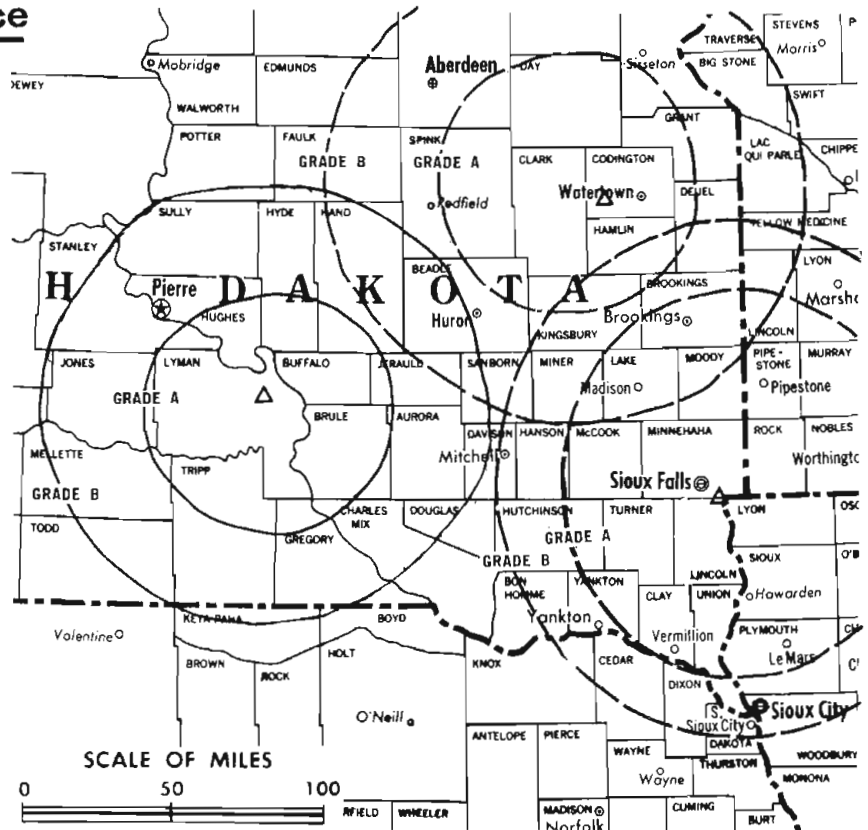 ce
STEVENS
TRAVERSE
Mobridge
EDMUNDS
Aberdeen
DAY
Sisseton
BIG STONE
Morris
DEWEY
SWIFT
WALWORTH
GRANT
POTTER
FAULK
SPINK
LAC
QUI PARLE
CHIPPE
GRADE B
GRADE A
CLARK
CODINGTON
Redfield
Watertown
DEUEL
SULLY
HYDE
HAND
HAMLIN
YELLOW MEDICINE
STANLEY
BEADLE
LYON
H DAKOTA
Pierre
HUGHES
Huron
BROOKINGS
Brookings
Marsha
KINGSBURY
LINCOLN
JONES
LYMAN
BUFFALO
JERAULD
SANBORN
MINER
LAKE
MOODY
PIPE-
STONE
MURRAY
GRADE A
Madison
Pipestone
BRULE
AURORA
DAVISON
HANSON
McCOOK
MINNEHAHA
ROCK
NOBLES
MELLETTE
Mitchell
Worthingto
TRIPP
Sioux Falls
GRADE B
CHARLES
MIX
DOUGLAS
HUTCHINSON
TURNER
LYON
OSC
TODD
GREGORY
GRADE A
GRADE B
SIOUX
O'B
BON
HOMME
YANKTON
LINCOLN
CLAY
UNION
Hawarden
KEYA PAHA
BOYD
Yankton
Valentine
Vermillion
PLYMOUTH
CH
Le Mars
BROWN
ROCK
HOLT
KNOX
CEDAR
DIXON
O'Neill
S.
Sioux City
Sioux City
ANTELOPE
PIERCE
DAKOTA
SCALE OF MILES
WAYNE
THURSTON
WOODBURY
Wayne
MONONA
0 50 100
RFIELD
WHEELER
MADISON
Norfolk
CUMING
BURT